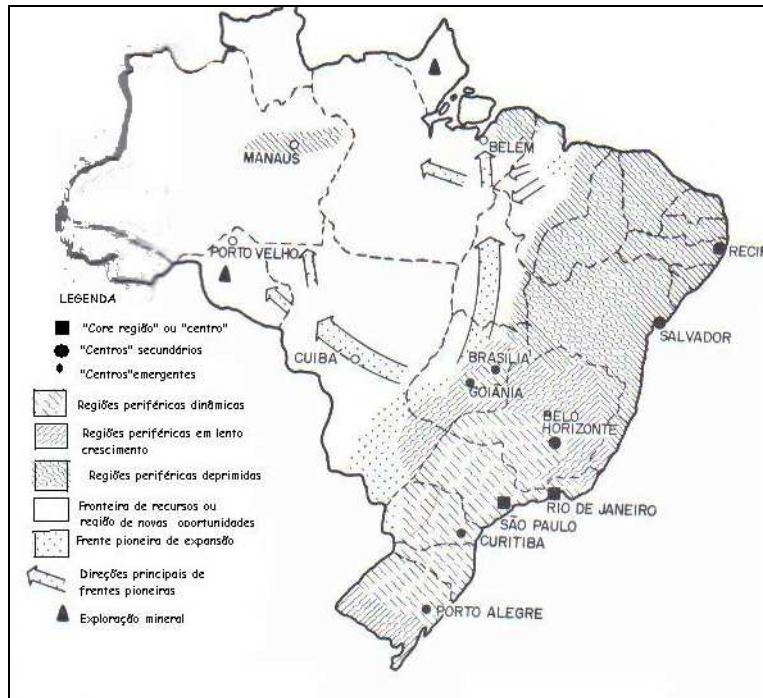 MANAUS
BELÉM
PORTO VELHO
RECIF
LEGENDA
"Core região" ou "centro"
"Centros" secundários
"Centros"emergentes
SALVADOR
CUIBA
BRASILIA
GOIÂNIA
BELO
HORIZONTE
Regiões periféricas dinâmicas
Regiões periféricas em lento
crescimento
Regiões periféricas deprimidas
Fronteira de recursos ou
região de novas oportunidades
Frente pioneira de expansão
Direções principais de
frentes pioneiras
Exploração mineral
RIO DE JANEIRO
SÃO PAULO
CURITIBA
PORTO ALEGRE